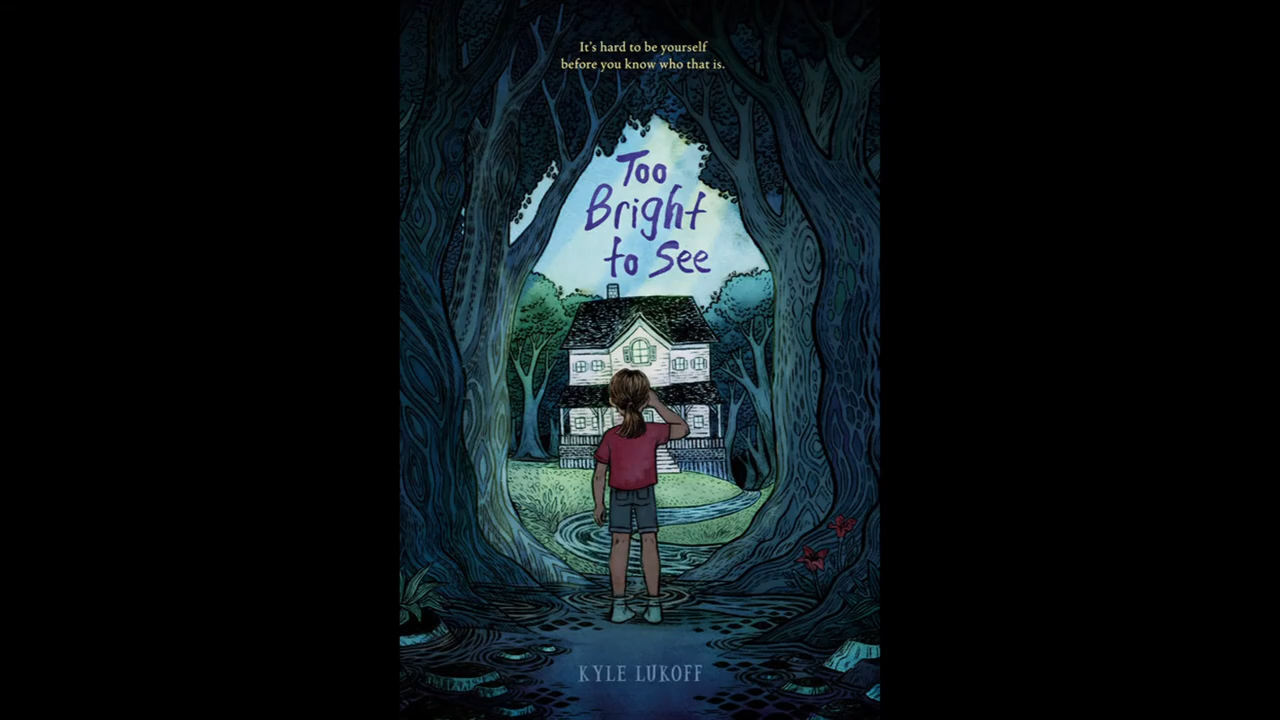 It's hard to be yourself
before you know who that is.
Too
Bright
to See
KYLE LUKOFF